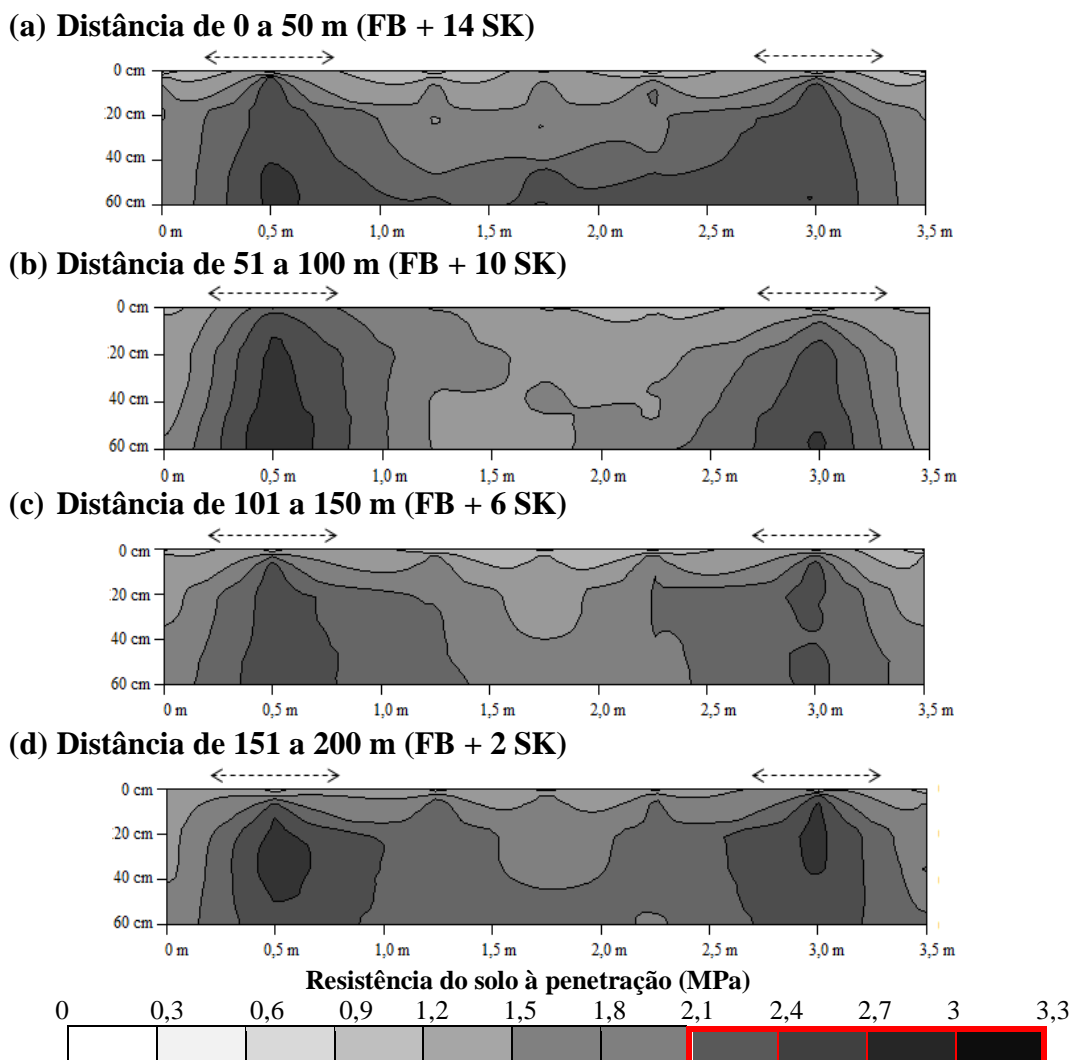 (a) Distância de 0 a 50 m (FB + 14 SK)
0 cm
20 cm
40 cm
60 cm
0 m 0,5 m 1,0 m 1,5 m 2,0 m 2,5 m 3,0 m 3,5 m
(b) Distância de 51 a 100 m (FB + 10 SK)
0 cm
20 cm
40 cm
60 cm
0 m 0,5 m 1,0 m 1,5 m 2,0 m 2,5 m 3,0 m 3,5 m
(c) Distância de 101 a 150 m (FB + 6 SK)
0 cm
20 cm
40 cm
60 cm
0 m 0,5 m 1,0 m 1,5 m 2,0 m 2,5 m 3,0 m 3,5 m
(d) Distância de 151 a 200 m (FB + 2 SK)
0 cm
20 cm
40 cm
60 cm
0 m 0,5 m 1,0 m 1,5 m 2,0 m 2,5 m 3,0 m 3,5 m
Resistência do solo à penetração (MPa)
0 0,3 0,6 0,9 1,2 1,5 1,8 2,1 2,4 2,7 3 3,3